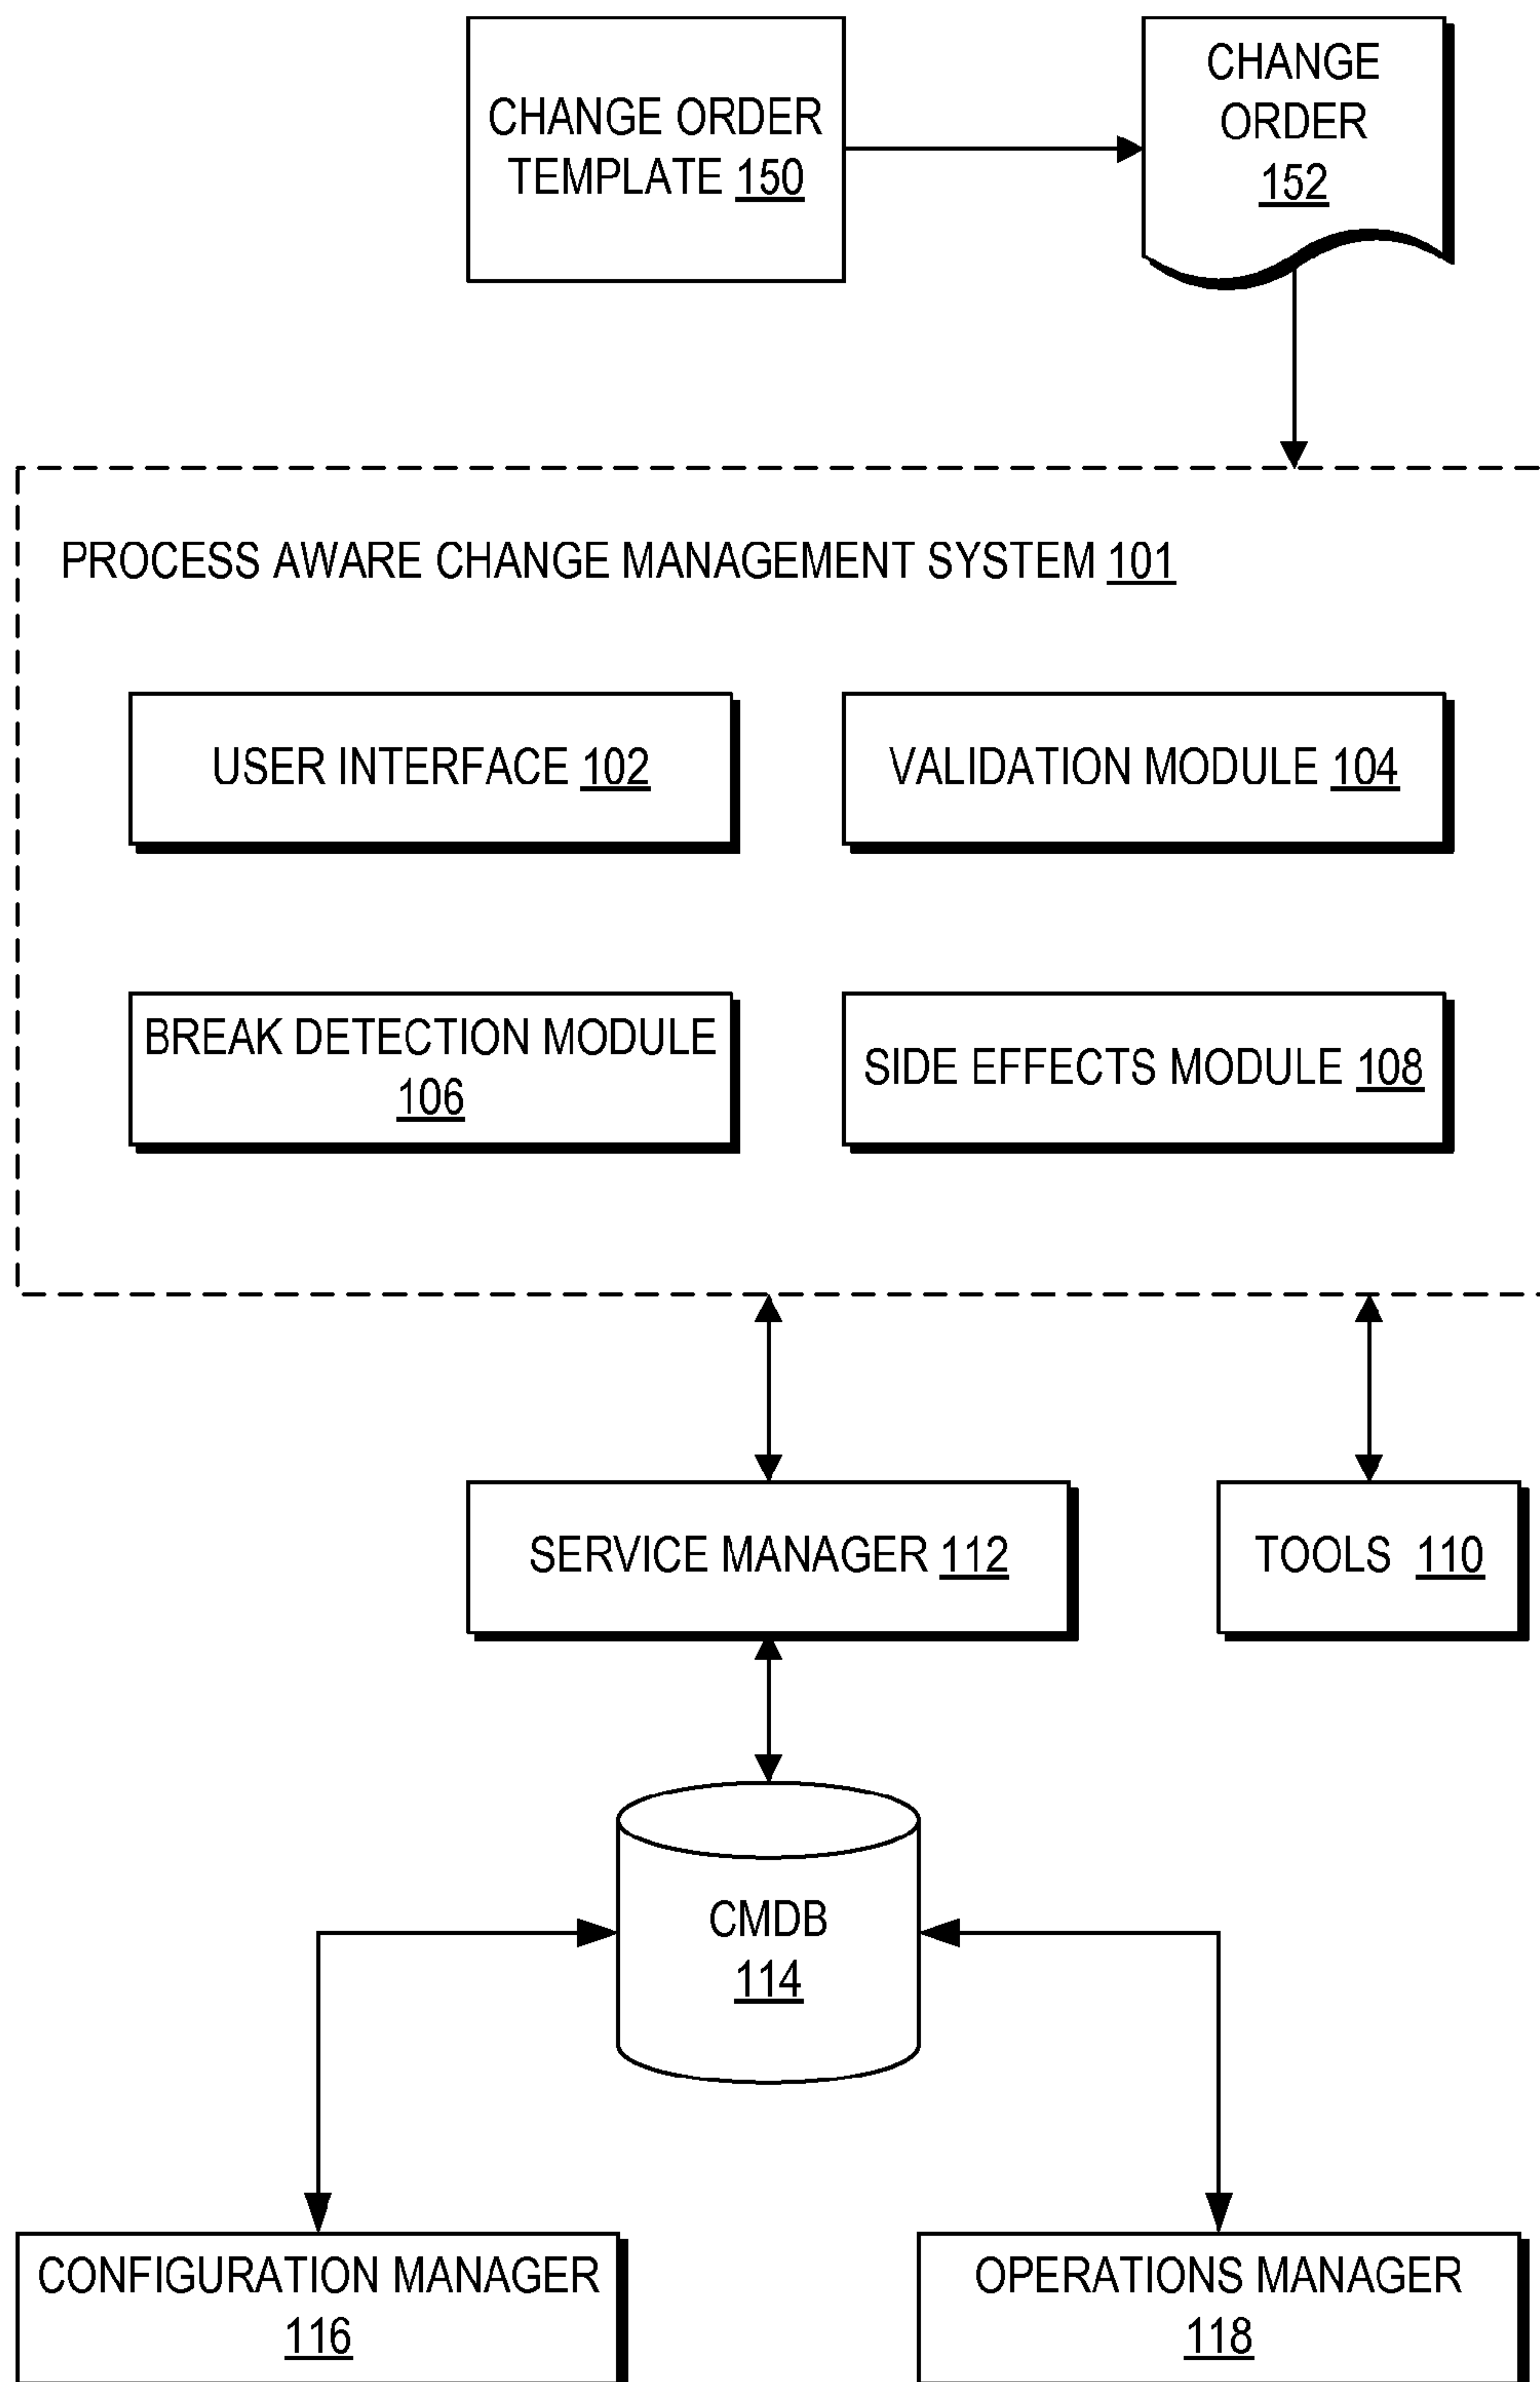 CHANGE ORDER
TEMPLATE 150
CHANGE
ORDER
152
PROCESS AWARE CHANGE MANAGEMENT SYSTEM 101
USER INTERFACE 102
VALIDATION MODULE 104
BREAK DETECTION MODULE
106
SIDE EFFECTS MODULE 108
SERVICE MANAGER 112
TOOLS 110
CMDB
114
CONFIGURATION MANAGER
116
OPERATIONS MANAGER
118